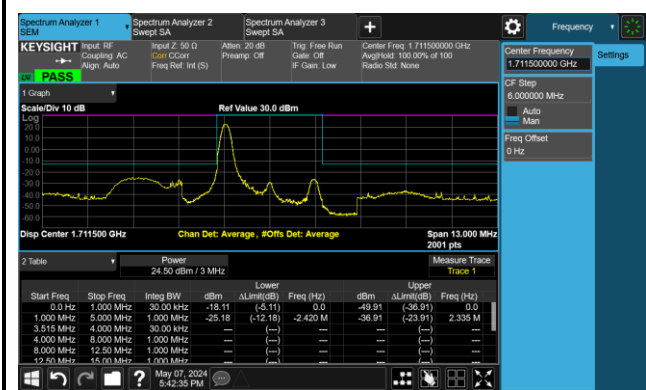 Spectrum Analyzer 1
SEM
Spectrum Analyzer 2
Swept SA
Spectrum Analyzer 3
Swept SA
Frequency
KEYSIGHT
Input: RF
Coupling: AC
Align: Auto
Input Z: 50 Ω
Corr CCorr
Freq Ref: Int (S)
Atten: 20 dB
Preamp: Off
Trig: Free Run
Gate: Off
IF Gain: Low
Center Freq: 1.711500000 GHz
Avg|Hold: 100.00% of 100
Radio Std: None
PASS
Center Frequency
1.711500000 GHz
Settings
CF Step
6.000000 MHz
Auto
Man
Freq Offset
0 Hz
1 Graph
Scale/Div 10 dB
Ref Value 30.0 dBm
Log
20.0
10.0
0.00
-10.0
-20.0
-30.0
-40.0
-50.0
-60.0
Disp Center 1.711500 GHz
Chan Det: Average, #Offs Det: Average
Span 13.000 MHz
2001 pts
2 Table
Power
24.50 dBm / 3 MHz
Measure Trace
Trace 1
Lower Upper
Start Freq Stop Freq Integ BW dBm ΔLimit(dB) Freq (Hz) dBm ΔLimit(dB) Freq (Hz)
0.0 Hz 1.000 MHz 30.00 kHz -18.11 (-5.11) 0.0 -49.91 (-36.91) 0.0
1.000 MHz 5.000 MHz 1.000 MHz -25.18 (-12.18) -2.420 M -36.91 (-23.91) 2.335 M
3.515 MHz 4.000 MHz 30.00 kHz --- (---) --- (---)
4.000 MHz 8.000 MHz 1.000 MHz --- (---) --- (---)
8.000 MHz 12.50 MHz 1.000 MHz --- (---) --- (---)
12.50 MHz 15.00 MHz 1.000 MHz --- (---) --- (---)
?
May 07, 2024
5:42:35 PM